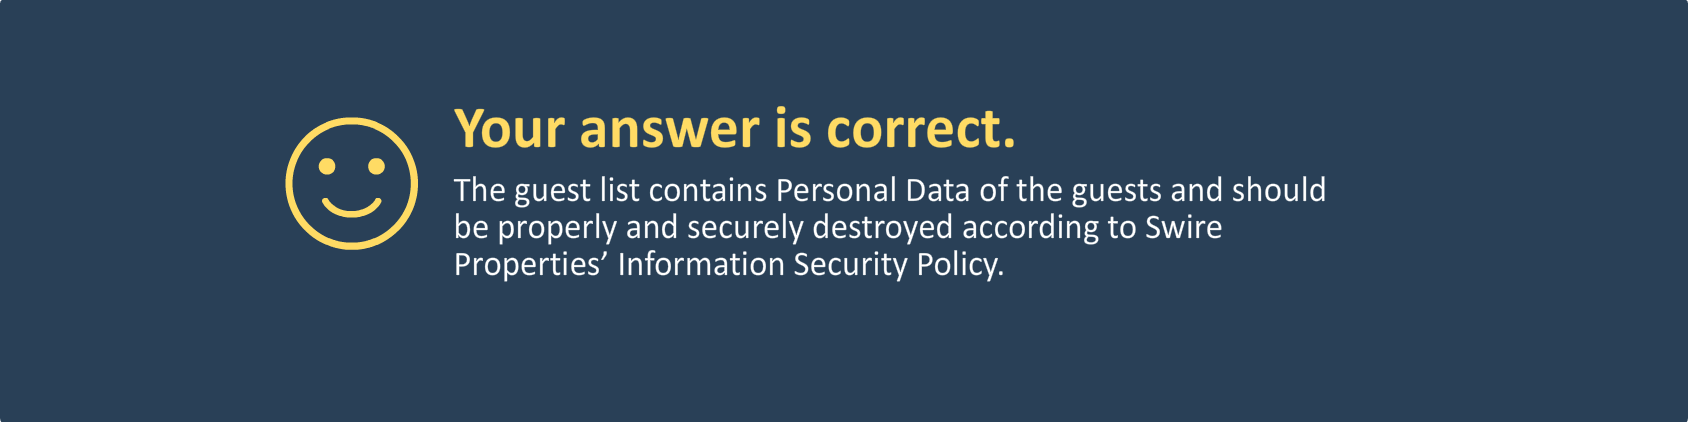 Your answer is correct.
The guest list contains Personal Data of the guests and should
be properly and securely destroyed according to Swire
Properties’ Information Security Policy.